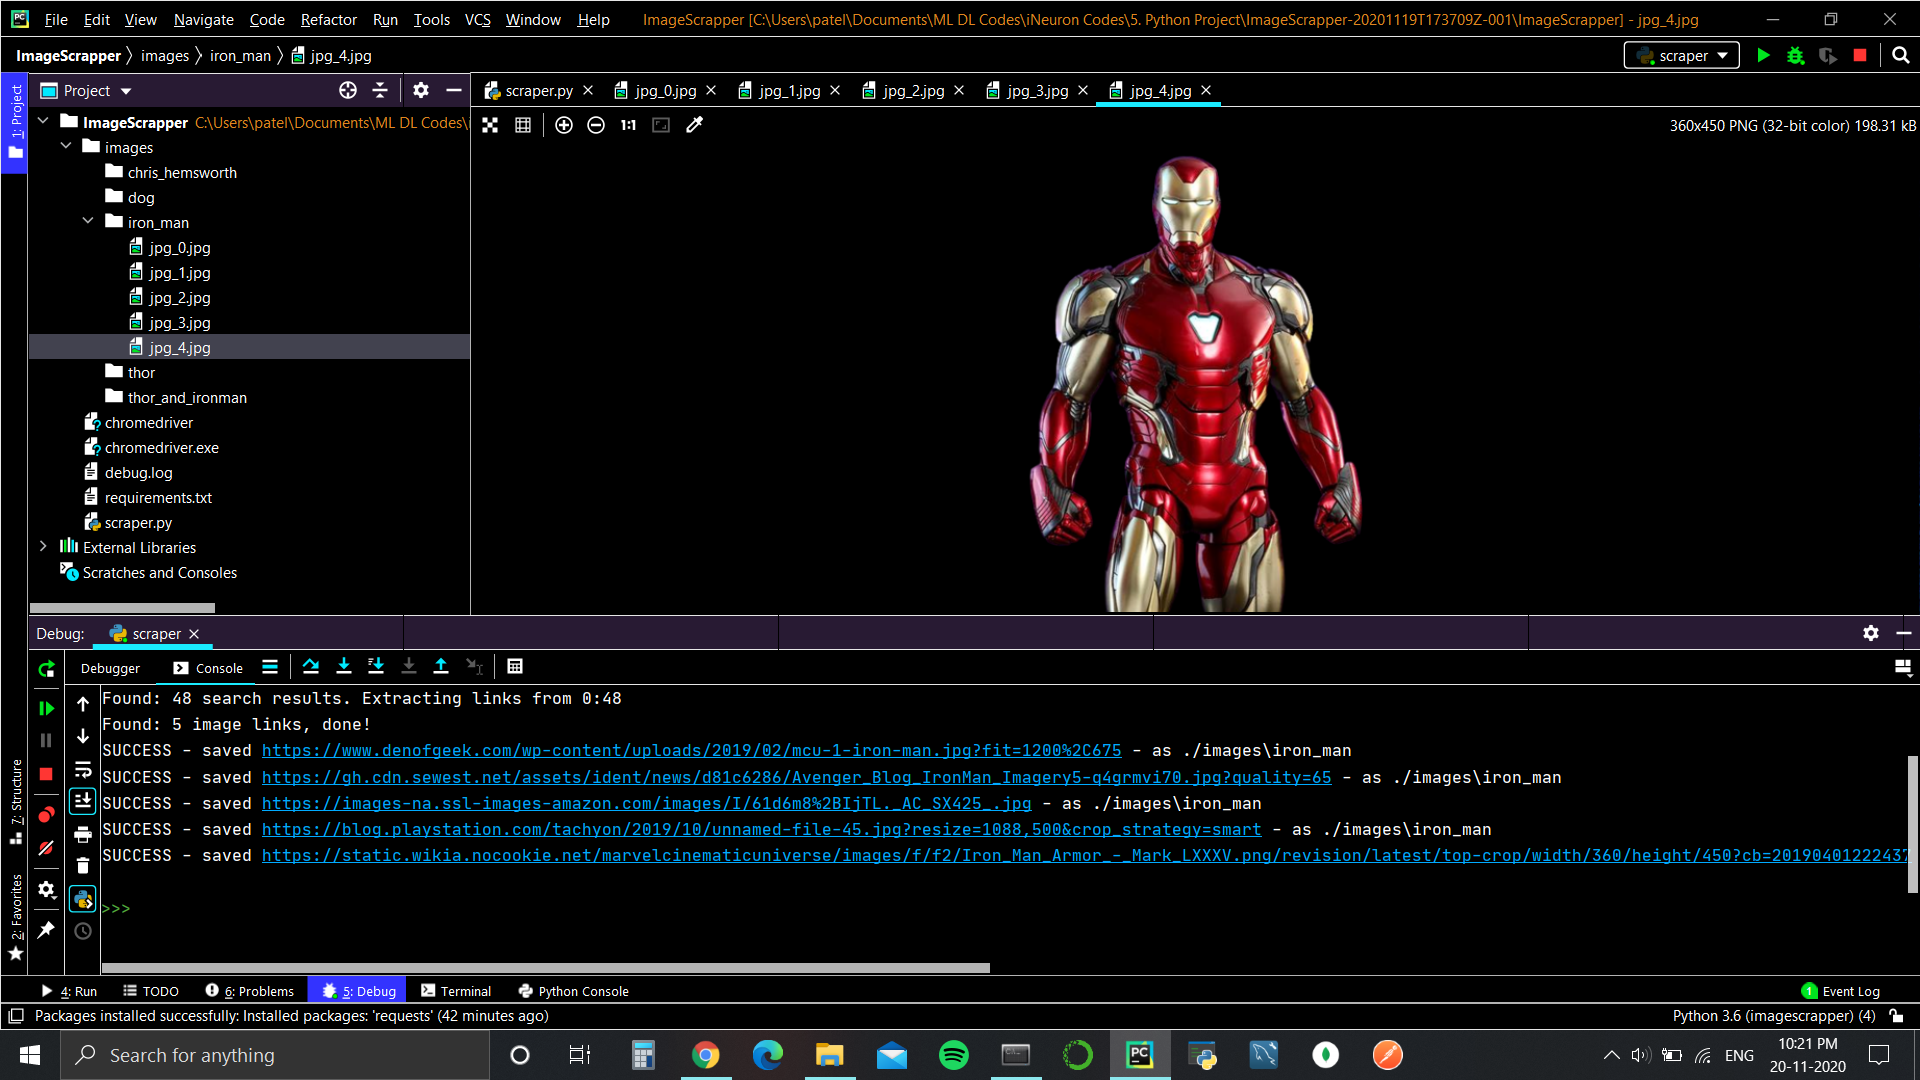 File Edit View Navigate Code Refactor Run Tools VCS Window Help ImageScrapper [C:\Users\patel\Documents\ML DL Codes\iNeuron Codes\5. Python Project\ImageScrapper-20201119T173709Z-001\ImageScrapper] - jpg_4.jpg
ImageScrapper images iron_man jpg_4.jpg scraper
1: Project
Project
scraper.py jpg_0.jpg jpg_1.jpg jpg_2.jpg jpg_3.jpg jpg_4.jpg
1:1 360x450 PNG (32-bit color) 198.31 kB
ImageScrapper C:\Users\patel\Documents\ML DL Codes\
images
chris_hemsworth
dog
iron_man
jpg_0.jpg
jpg_1.jpg
jpg_2.jpg
jpg_3.jpg
jpg_4.jpg
thor
thor_and_ironman
chromedriver
chromedriver.exe
debug.log
requirements.txt
scraper.py
External Libraries
Scratches and Consoles
Debug: scraper
Debugger Console
Found: 48 search results. Extracting links from 0:48
Found: 5 image links, done!
SUCCESS - saved https://www.denofgeek.com/wp-content/uploads/2019/02/mcu-1-iron-man.jpg?fit=1200%2C675 - as ./images\iron_man
SUCCESS - saved https://gh.cdn.sewest.net/assets/ident/news/d81c6286/Avenger_Blog_IronMan_Imagery5-q4grmvi70.jpg?quality=65 - as ./images\iron_man
SUCCESS - saved https://images-na.ssl-images-amazon.com/images/I/61d6m8%2BIjTL._AC_SX425_.jpg - as ./images\iron_man
SUCCESS - saved https://blog.playstation.com/tachyon/2019/10/unnamed-file-45.jpg?resize=1088,500&crop_strategy=smart - as ./images\iron_man
SUCCESS - saved https://static.wikia.nocookie.net/marvelcinematicuniverse/images/f/f2/Iron_Man_Armor_-_Mark_LXXXV.png/revision/latest/top-crop/width/360/height/450?cb=20190401222437
>>>
7: Structure
2: Favorites
4: Run TODO 6: Problems 5: Debug Terminal Python Console 1 Event Log
Packages installed successfully: Installed packages: 'requests' (42 minutes ago) Python 3.6 (imagescrapper) (4)
Search for anything PC ENG 10:21 PM
20-11-2020